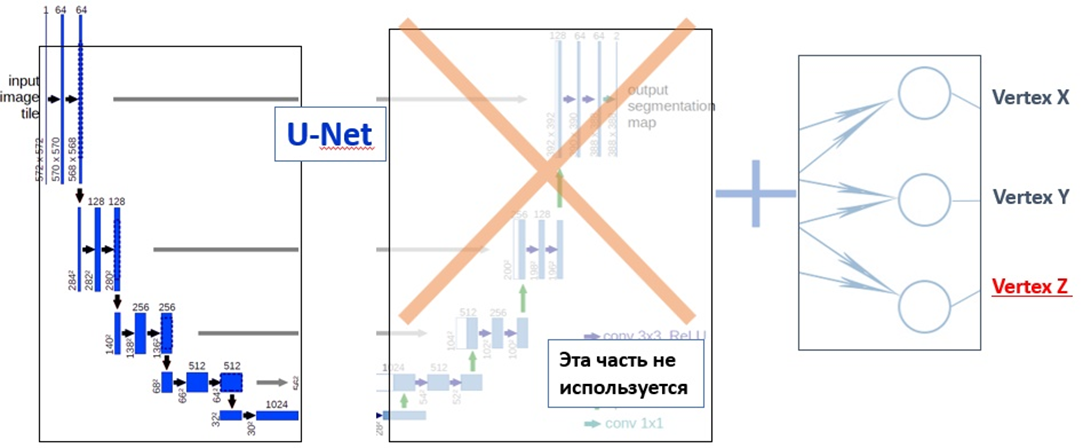 1 64 64
input
image
tile
572 x 572
570 x 570
568 x 568
128 128
284²
282²
280²
256 256
140²
138²
136²
512 512
68²
66²
64²
1024
32²
30²
56²
U-Net
128 64 64 2
output
segmentation
map
392 x 392
390 x 390
388 x 388
388 x 388
256 128
200²
198²
196²
512 256
104²
102²
100²
1024 512
54²
52²
28²
conv 3x3, ReLU
Эта часть не
используется
conv 1x1
Vertex X
Vertex Y
Vertex Z